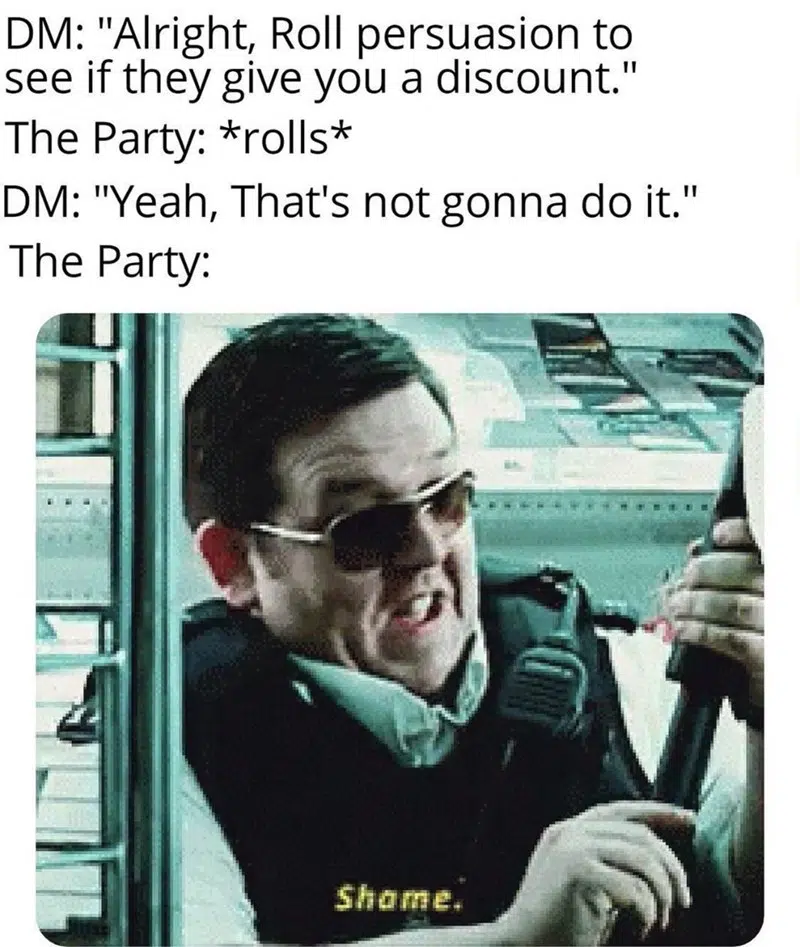 DM: "Alright, Roll persuasion to
see if they give you a discount."
The Party: *rolls*
DM: "Yeah, That's not gonna do it."
The Party:
Shame.